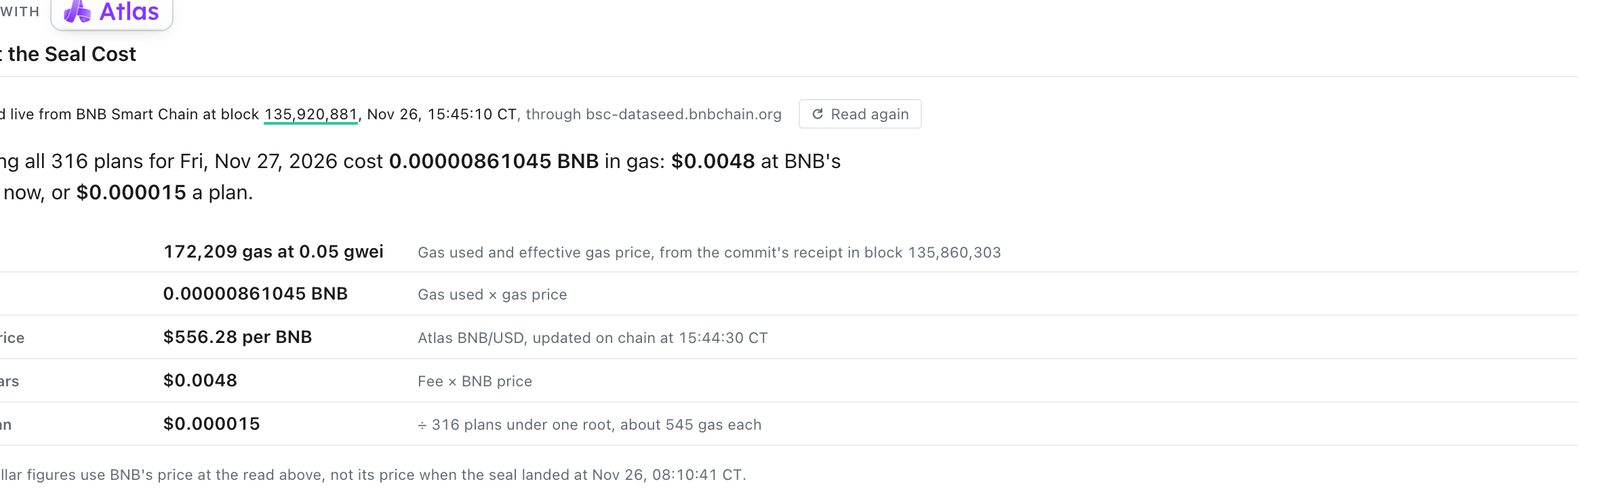 WITH Atlas
the Seal Cost
live from BNB Smart Chain at block 135,920,881, Nov 26, 15:45:10 CT, through bsc-dataseed.bnbchain.org Read again
all 316 plans for Fri, Nov 27, 2026 cost 0.00000861045 BNB in gas: $0.0048 at BNB's
now, or $0.000015 a plan.
172,209 gas at 0.05 gwei Gas used and effective gas price, from the commit's receipt in block 135,860,303
0.00000861045 BNB Gas used × gas price
$556.28 per BNB Atlas BNB/USD, updated on chain at 15:44:30 CT
$0.0048 Fee × BNB price
$0.000015 ÷ 316 plans under one root, about 545 gas each
figures use BNB's price at the read above, not its price when the seal landed at Nov 26, 08:10:41 CT.